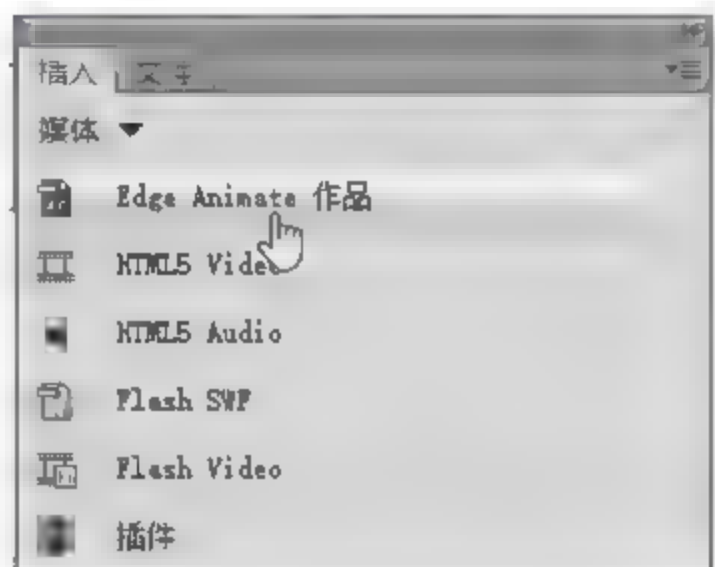 插入
媒体
Edge Animate 作品
HTML5 Video
HTML5 Audio
Flash SWF
Flash Video
插件